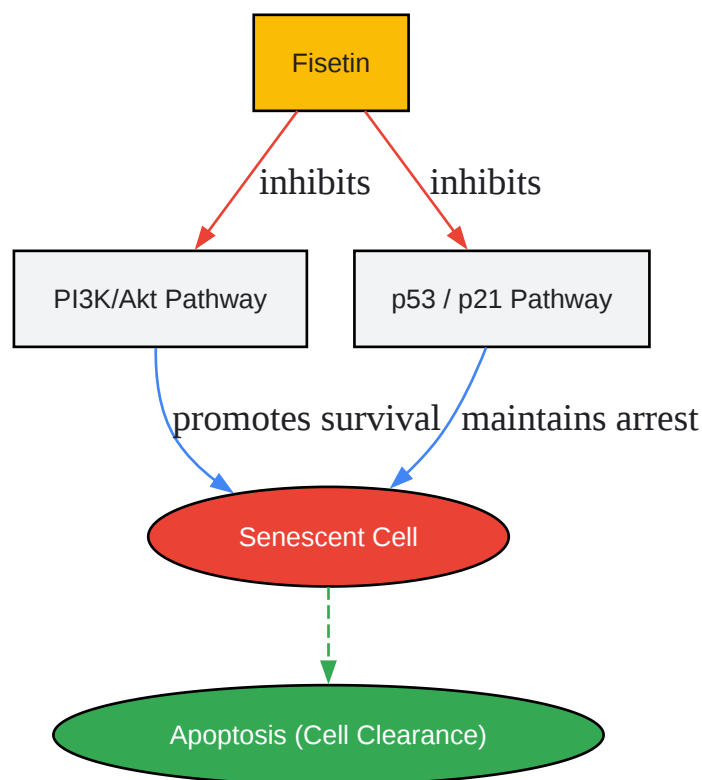 Fisetin
inhibits inhibits
PI3K/Akt Pathway p53 / p21 Pathway
promotes survival maintains arrest
Senescent Cell
Apoptosis (Cell Clearance)